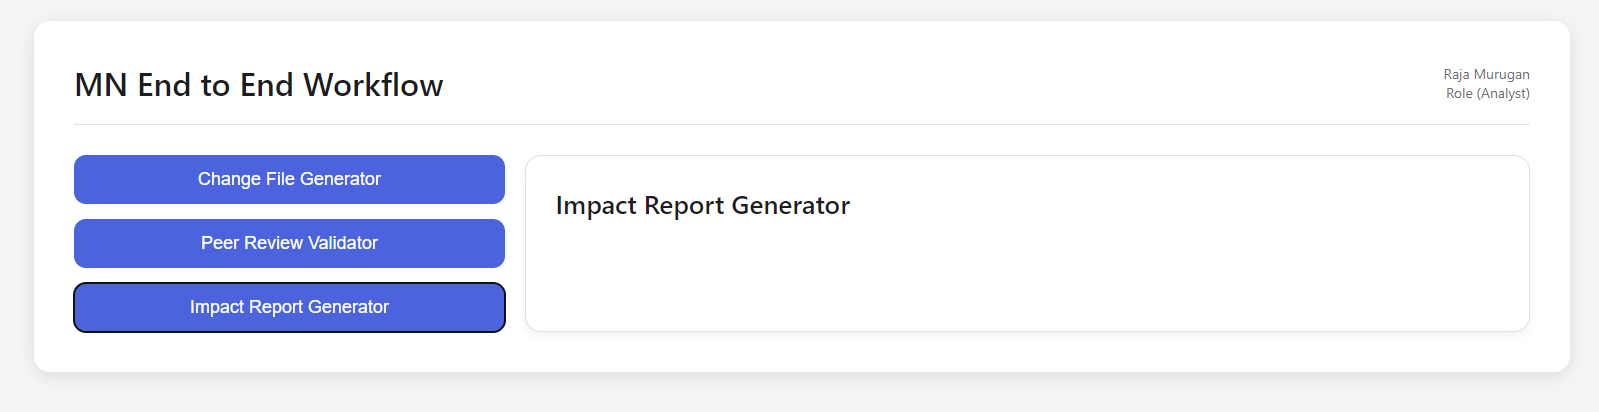 MN End to End Workflow
Raja Murugan
Role (Analyst)
Change File Generator
Peer Review Validator
Impact Report Generator
Impact Report Generator